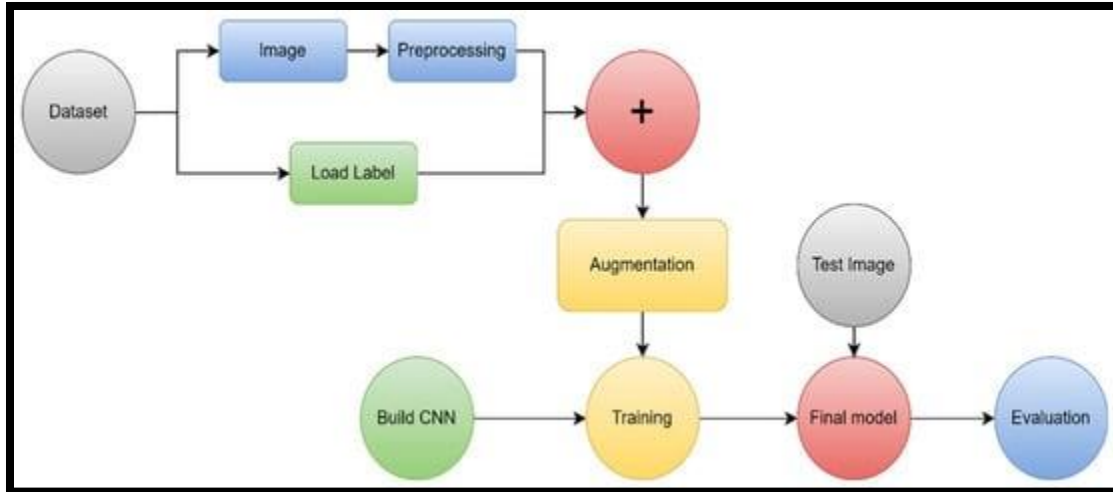 Image
Preprocessing
Dataset
+
Load Label
Augmentation
Test Image
Build CNN
Training
Final model
Evaluation